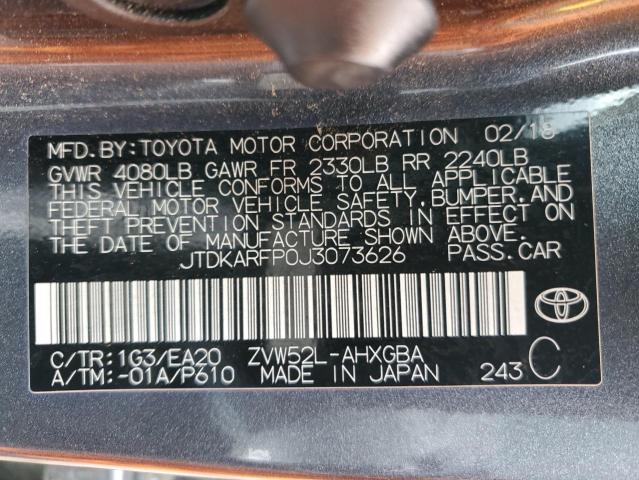 MFD.BY:TOYOTA MOTOR CORPORATION 02/18
GVWR 4080LB GAWR FR 2330LB RR 2240LB
THIS VEHICLE CONFORMS TO ALL APPLICABLE
FEDERAL MOTOR VEHICLE SAFETY,BUMPER,AND
THEFT PREVENTION STANDARDS IN EFFECT ON
THE DATE OF MANUFACTURE SHOWN ABOVE.
JTDKARFP0J3073626 PASS.CAR
C/TR:1G3/EA20 ZVW52L-AHXGBA
A/TM:-01A/P610 MADE IN JAPAN 243 C